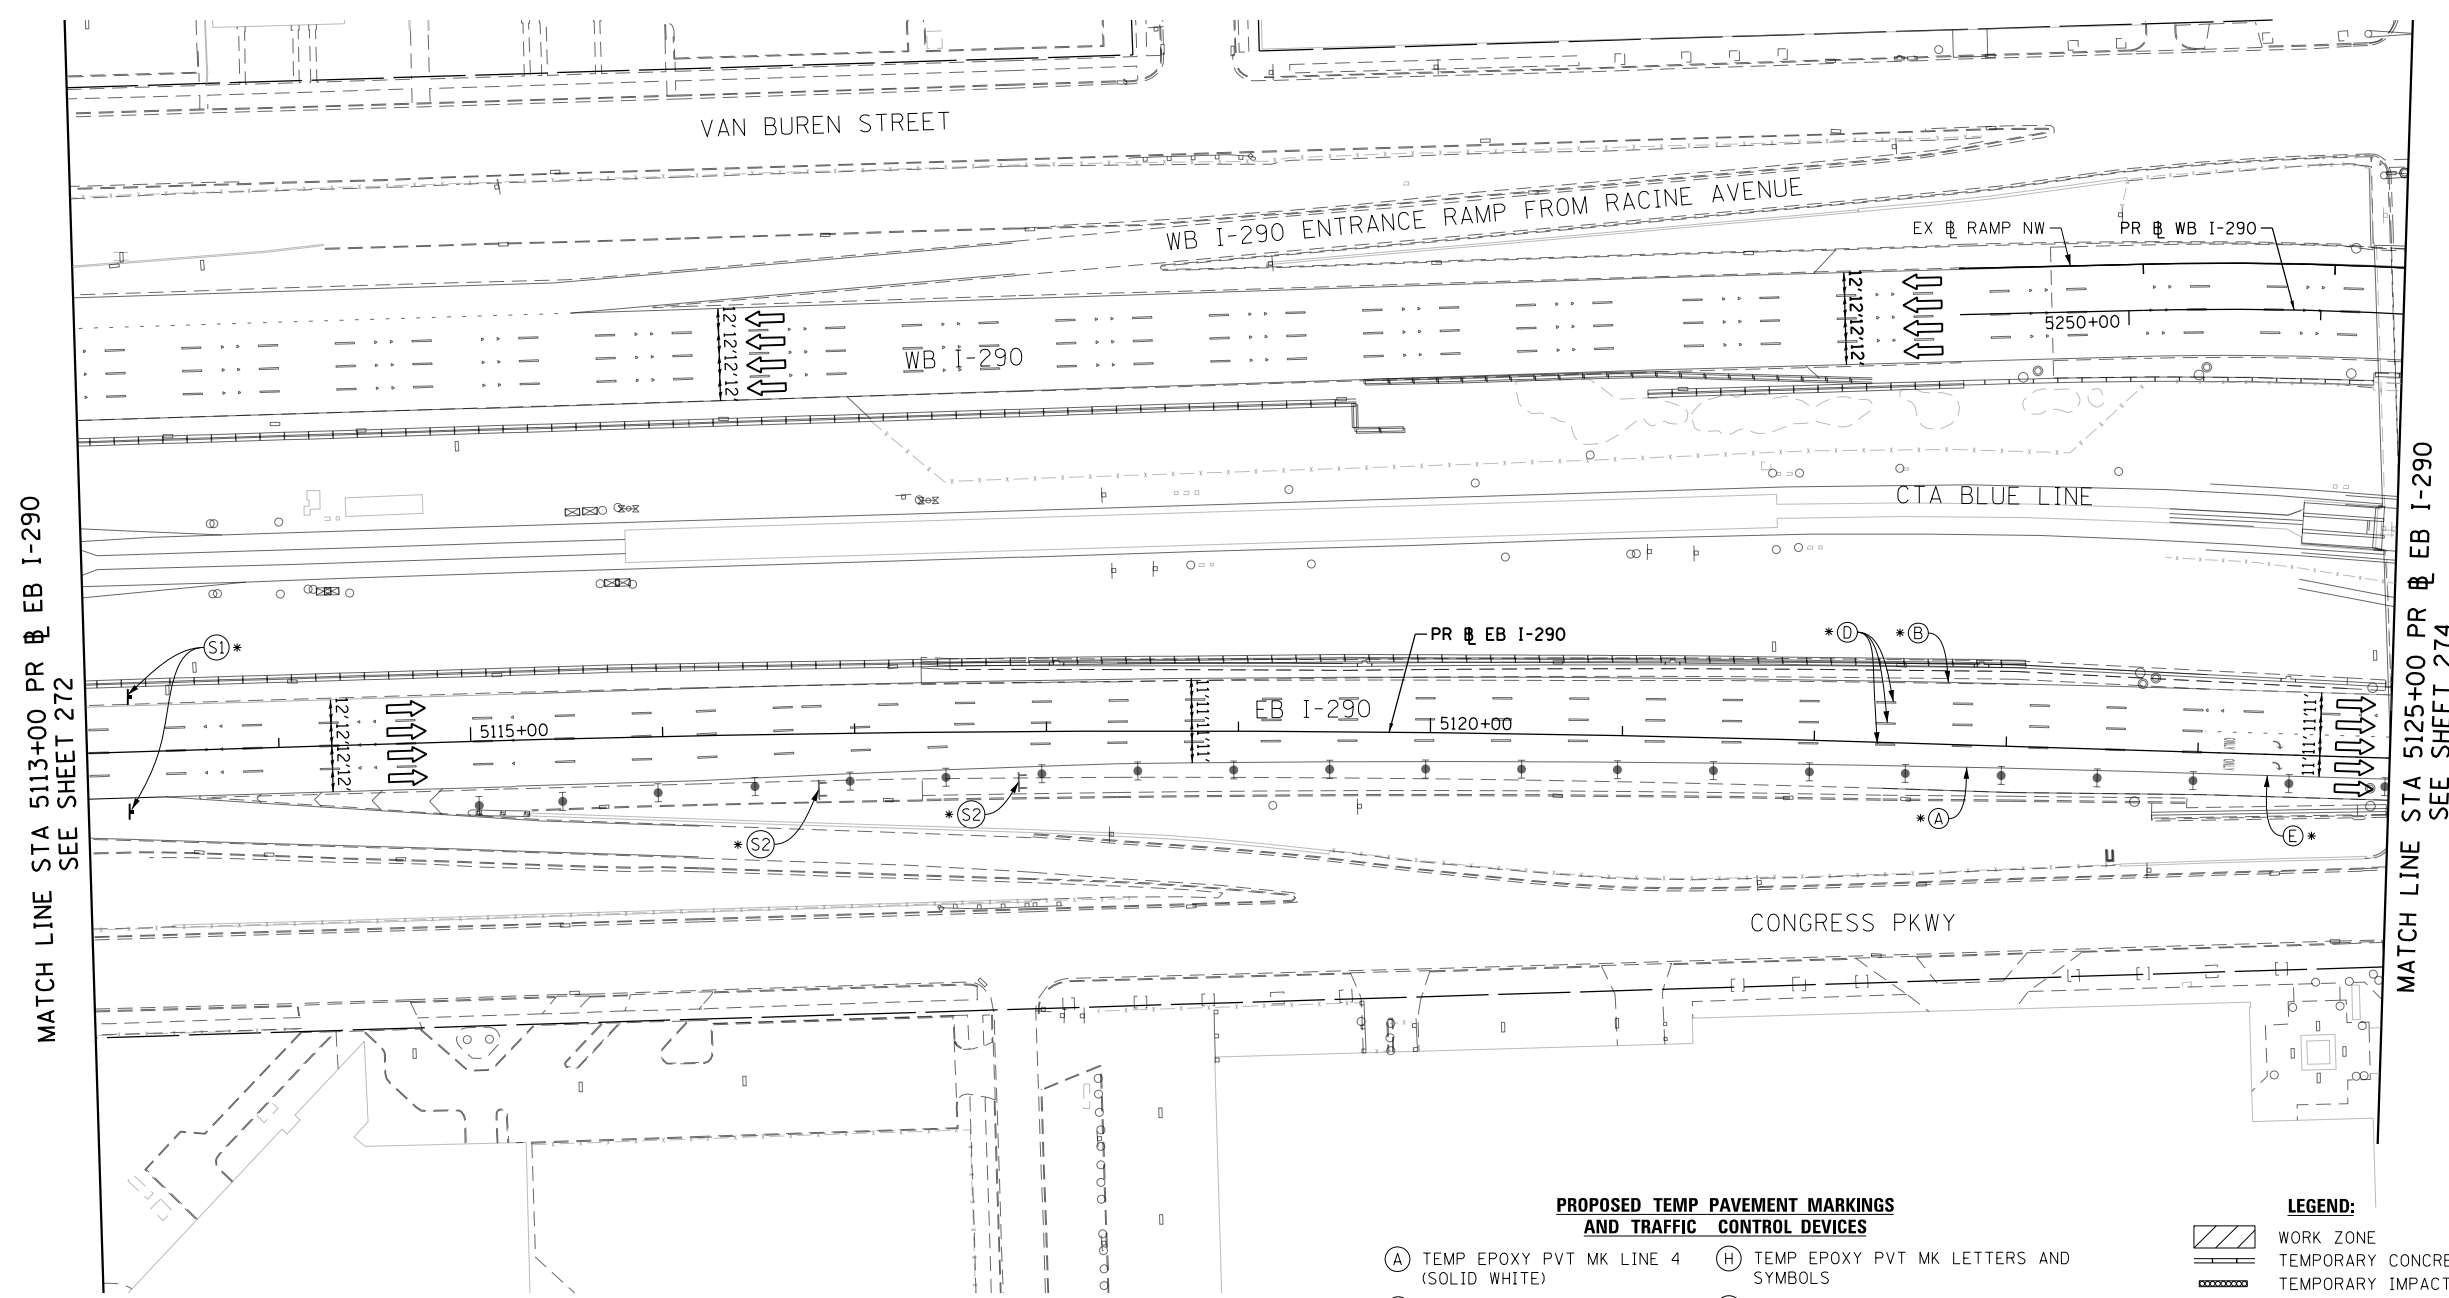 VAN BUREN STREET
WB I-290 ENTRANCE RAMP FROM RACINE AVENUE
EX ⅊ RAMP NW
PR ⅊ WB I-290
12' 12' 12' 12'
12' 12' 12' 12'
5250+00
WB I-290
CTA BLUE LINE
MATCH LINE STA 5113+00 PR ⅊ EB I-290
SEE SHEET 272
MATCH LINE STA 5125+00 PR ⅊ EB I-290
SEE SHEET 274
S1 *
PR ⅊ EB I-290
* D
* B
12' 12' 12' 12'
5115+00
11' 11' 11' 11'
EB I-290
5120+00
11' 11' 11' 11'
* S2
* S2
* A
E *
CONGRESS PKWY
PROPOSED TEMP PAVEMENT MARKINGS
AND TRAFFIC CONTROL DEVICES
A TEMP EPOXY PVT MK LINE 4
(SOLID WHITE)
H TEMP EPOXY PVT MK LETTERS AND
SYMBOLS
LEGEND:
WORK ZONE
TEMPORARY CONCRE
TEMPORARY IMPACT